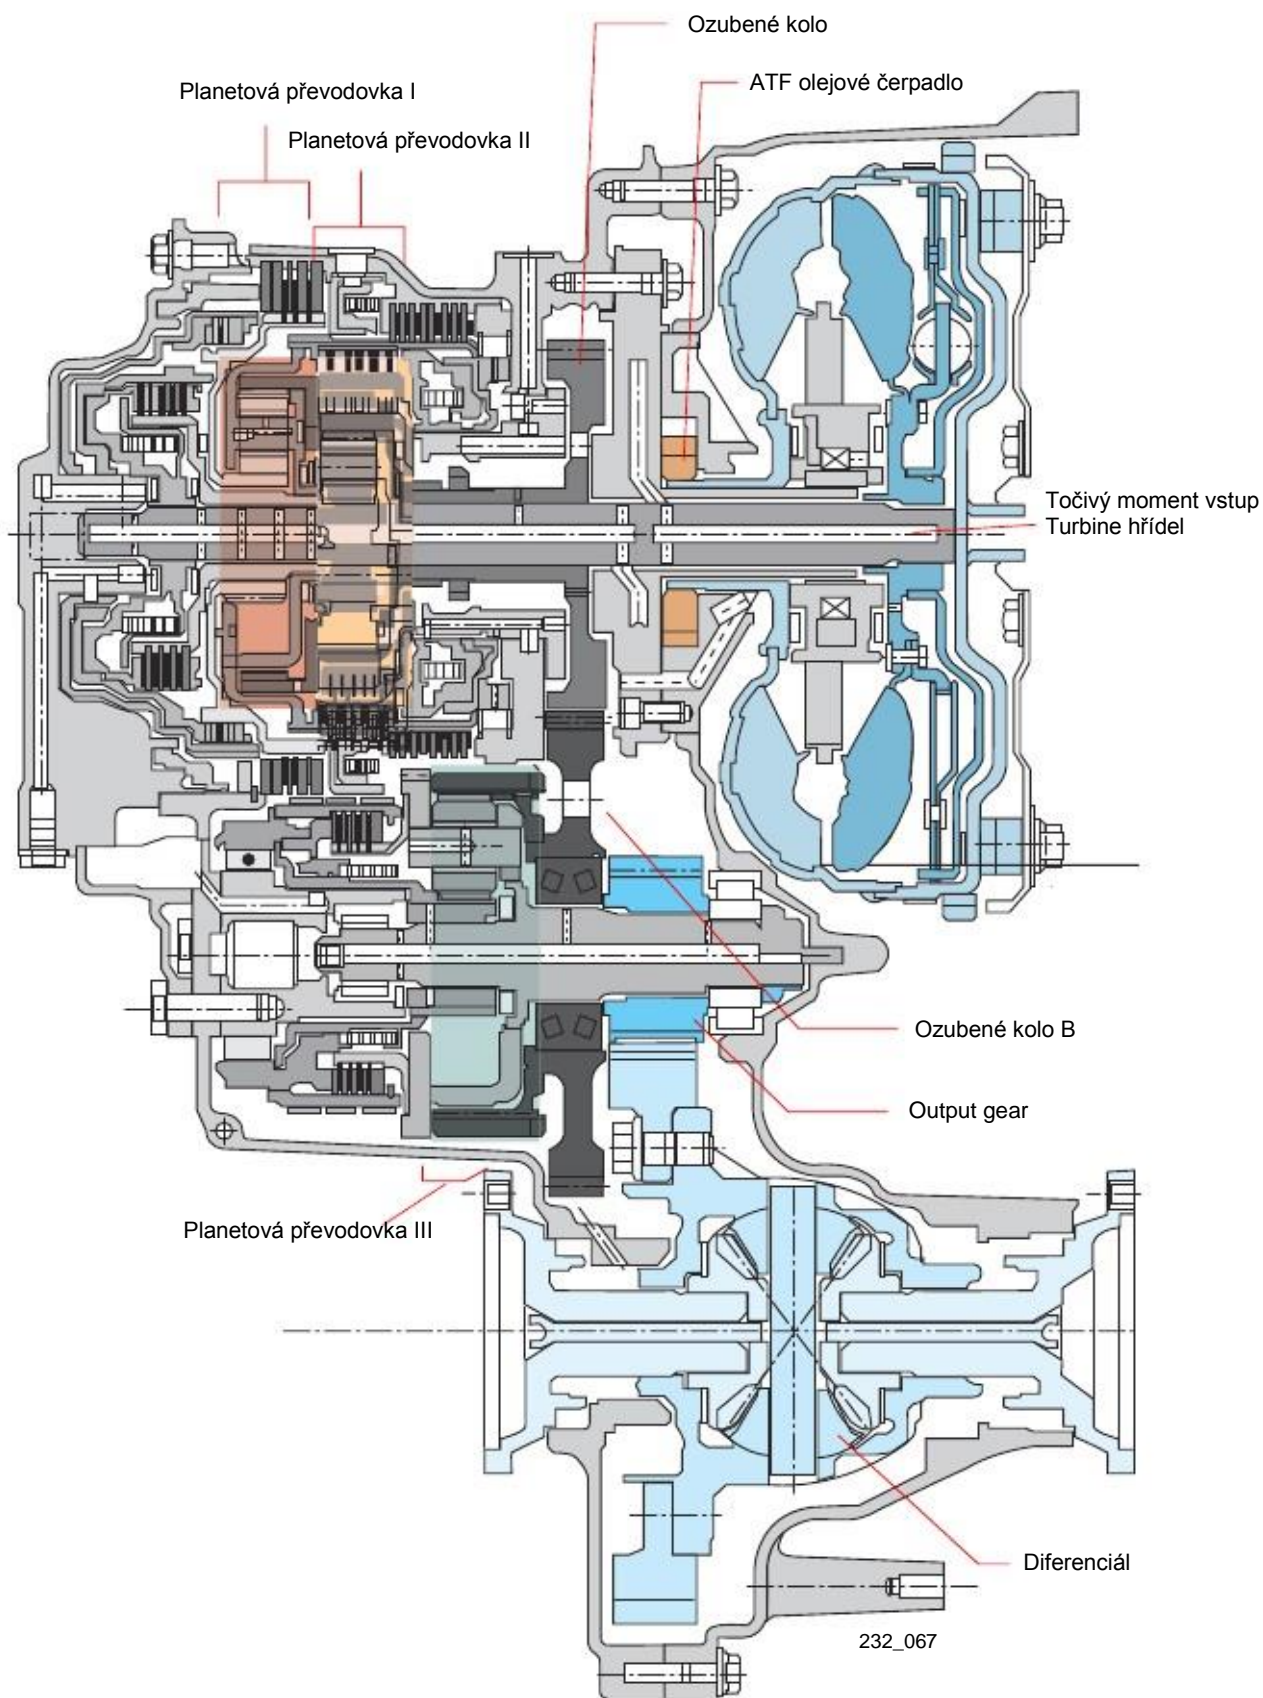 Ozubené kolo
ATF olejové čerpadlo
Planetová převodovka I
Planetová převodovka II
Točivý moment vstup
Turbine hřídel
Ozubené kolo B
Output gear
Planetová převodovka III
Diferenciál
232_067